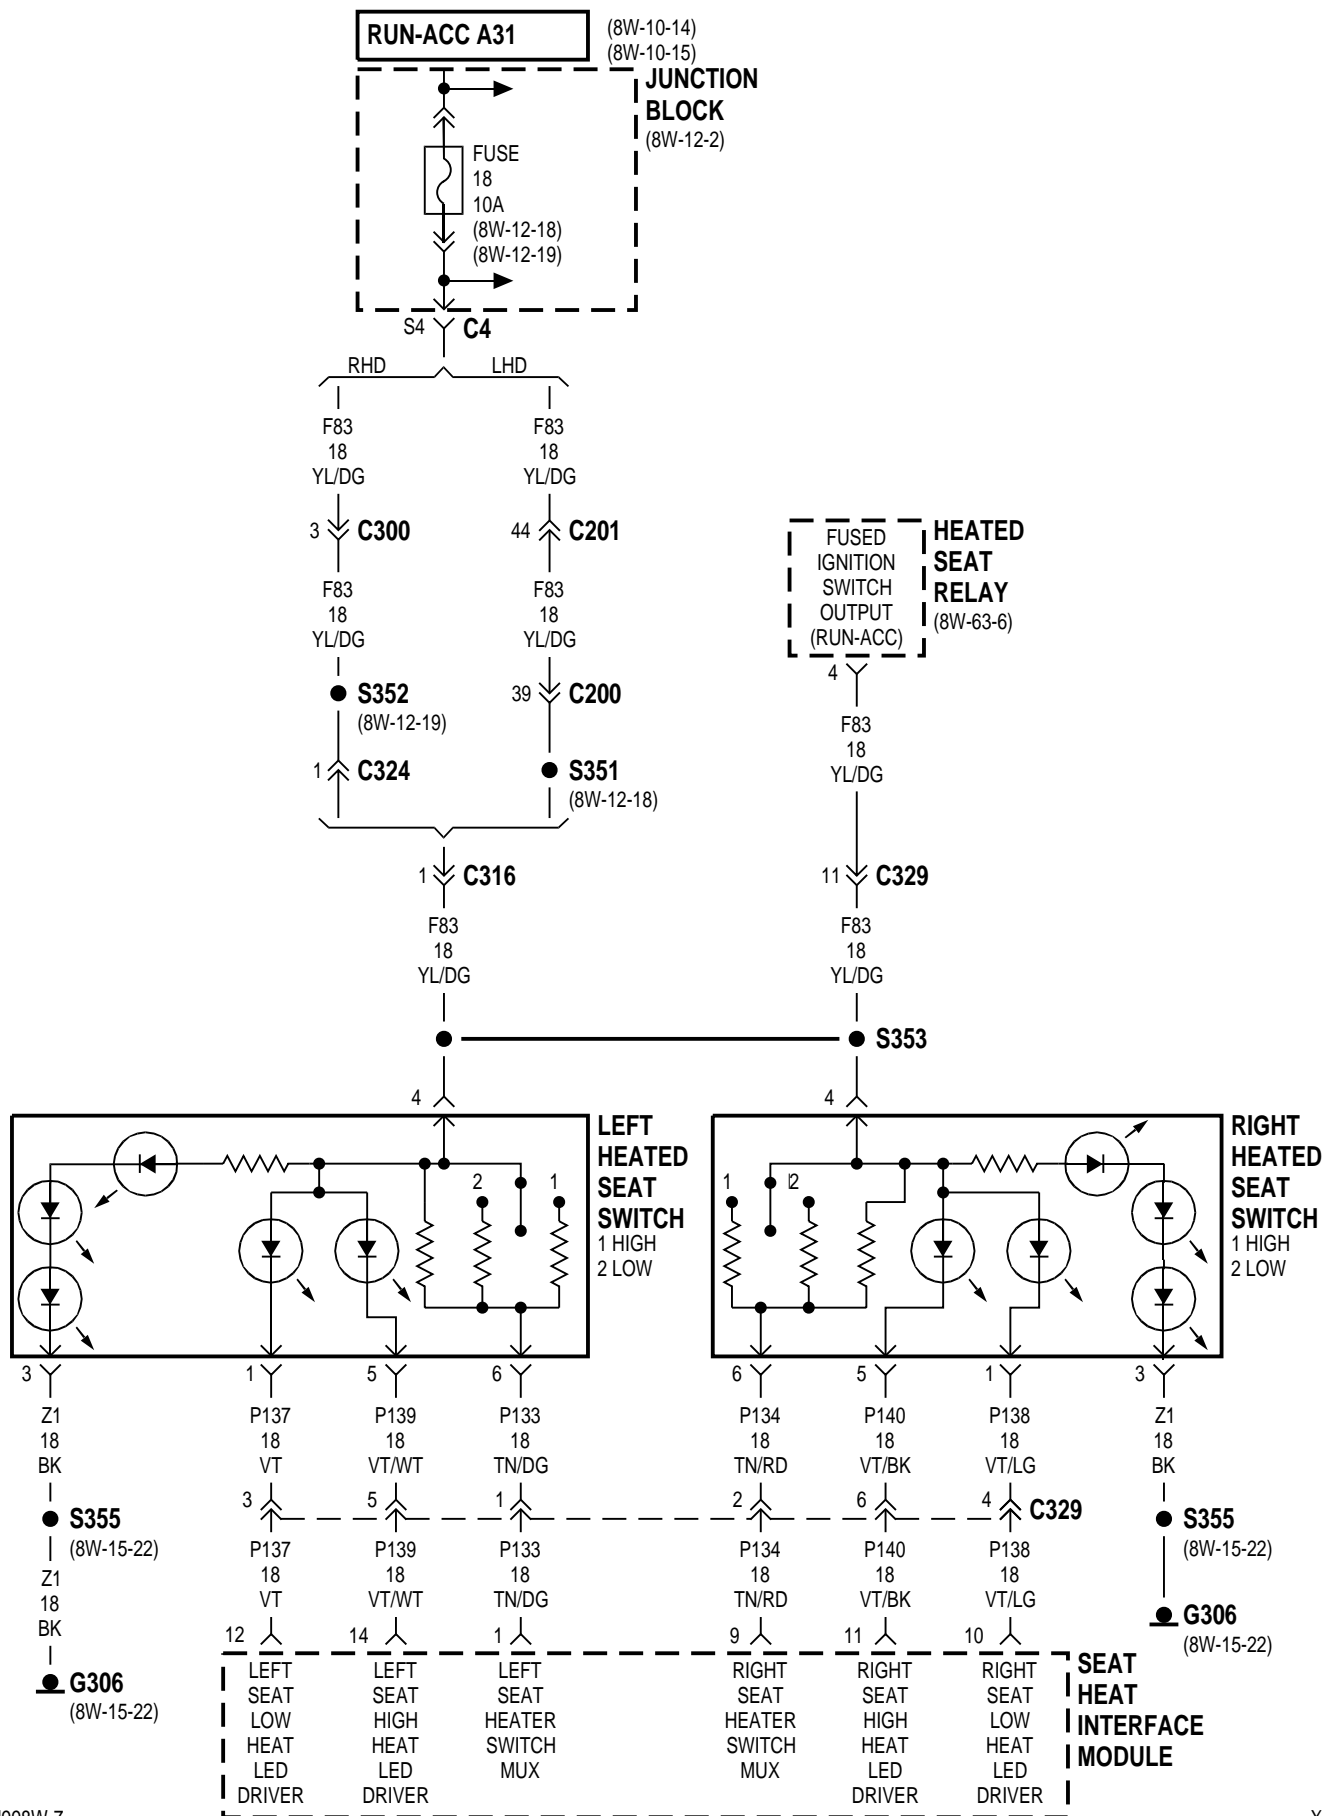 RUN-ACC A31
(8W-10-14)
(8W-10-15)
JUNCTION
BLOCK
(8W-12-2)
FUSE
18
10A
(8W-12-18)
(8W-12-19)
S4
C4
RHD
LHD
F83
18
YL/DG
F83
18
YL/DG
3
C300
44
C201
F83
18
YL/DG
F83
18
YL/DG
FUSED
IGNITION
SWITCH
OUTPUT
(RUN-ACC)
HEATED
SEAT
RELAY
(8W-63-6)
4
S352
(8W-12-19)
39
C200
F83
18
YL/DG
1
C324
S351
(8W-12-18)
1
C316
11
C329
F83
18
YL/DG
F83
18
YL/DG
S353
4
4
LEFT
HEATED
SEAT
SWITCH
1 HIGH
2 LOW
2
1
1
2
RIGHT
HEATED
SEAT
SWITCH
1 HIGH
2 LOW
3
1
5
6
6
5
1
3
Z1
18
BK
P137
18
VT
P139
18
VT/WT
P133
18
TN/DG
P134
18
TN/RD
P140
18
VT/BK
P138
18
VT/LG
Z1
18
BK
3
5
1
2
6
4
C329
S355
(8W-15-22)
S355
(8W-15-22)
Z1
18
BK
P137
18
VT
P139
18
VT/WT
P133
18
TN/DG
P134
18
TN/RD
P140
18
VT/BK
P138
18
VT/LG
G306
(8W-15-22)
G306
(8W-15-22)
12
14
1
9
11
10
LEFT
SEAT
LOW
HEAT
LED
DRIVER
LEFT
SEAT
HIGH
HEAT
LED
DRIVER
LEFT
SEAT
HEATER
SWITCH
MUX
RIGHT
SEAT
HEATER
SWITCH
MUX
RIGHT
SEAT
HIGH
HEAT
LED
DRIVER
RIGHT
SEAT
LOW
HEAT
LED
DRIVER
SEAT
HEAT
INTERFACE
MODULE